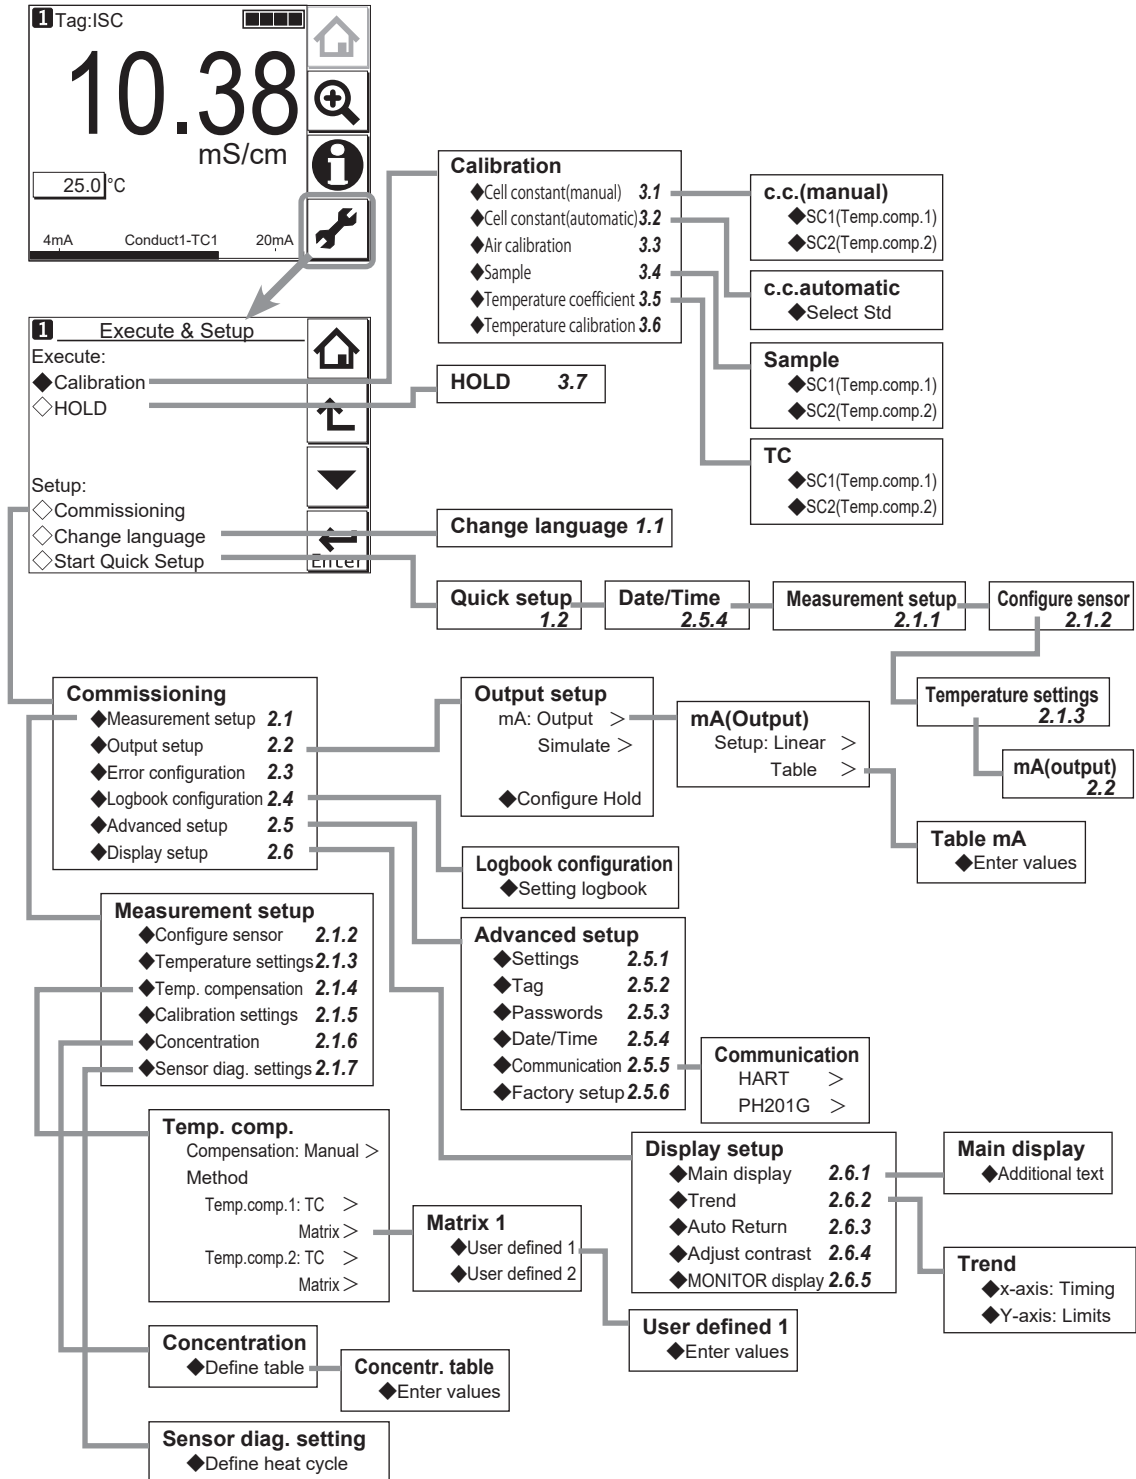 1 Tag:ISC
10.38
mS/cm
25.0 °C
4mA Conduct1-TC1 20mA
1 Execute & Setup
Execute:
◆Calibration
◇HOLD
Setup:
◇Commissioning
◇Change language
◇Start Quick Setup
Enter
Calibration
◆Cell constant(manual) 3.1
◆Cell constant(automatic) 3.2
◆Air calibration 3.3
◆Sample 3.4
◆Temperature coefficient 3.5
◆Temperature calibration 3.6
HOLD 3.7
c.c.(manual)
◆SC1(Temp.comp.1)
◆SC2(Temp.comp.2)
c.c.automatic
◆Select Std
Sample
◆SC1(Temp.comp.1)
◆SC2(Temp.comp.2)
TC
◆SC1(Temp.comp.1)
◆SC2(Temp.comp.2)
Change language 1.1
Quick setup
1.2
Date/Time
2.5.4
Measurement setup
2.1.1
Configure sensor
2.1.2
Temperature settings
2.1.3
mA(output)
2.2
Commissioning
◆Measurement setup 2.1
◆Output setup 2.2
◆Error configuration 2.3
◆Logbook configuration 2.4
◆Advanced setup 2.5
◆Display setup 2.6
Output setup
mA: Output >
Simulate >
◆Configure Hold
mA(Output)
Setup: Linear >
Table >
Table mA
◆Enter values
Logbook configuration
◆Setting logbook
Measurement setup
◆Configure sensor 2.1.2
◆Temperature settings 2.1.3
◆Temp. compensation 2.1.4
◆Calibration settings 2.1.5
◆Concentration 2.1.6
◆Sensor diag. settings 2.1.7
Advanced setup
◆Settings 2.5.1
◆Tag 2.5.2
◆Passwords 2.5.3
◆Date/Time 2.5.4
◆Communication 2.5.5
◆Factory setup 2.5.6
Communication
HART >
PH201G >
Temp. comp.
Compensation: Manual >
Method
Temp.comp.1: TC >
Matrix >
Temp.comp.2: TC >
Matrix >
Matrix 1
◆User defined 1
◆User defined 2
Display setup
◆Main display 2.6.1
◆Trend 2.6.2
◆Auto Return 2.6.3
◆Adjust contrast 2.6.4
◆MONITOR display 2.6.5
Main display
◆Additional text
Trend
◆x-axis: Timing
◆Y-axis: Limits
User defined 1
◆Enter values
Concentration
◆Define table
Concentr. table
◆Enter values
Sensor diag. setting
◆Define heat cycle